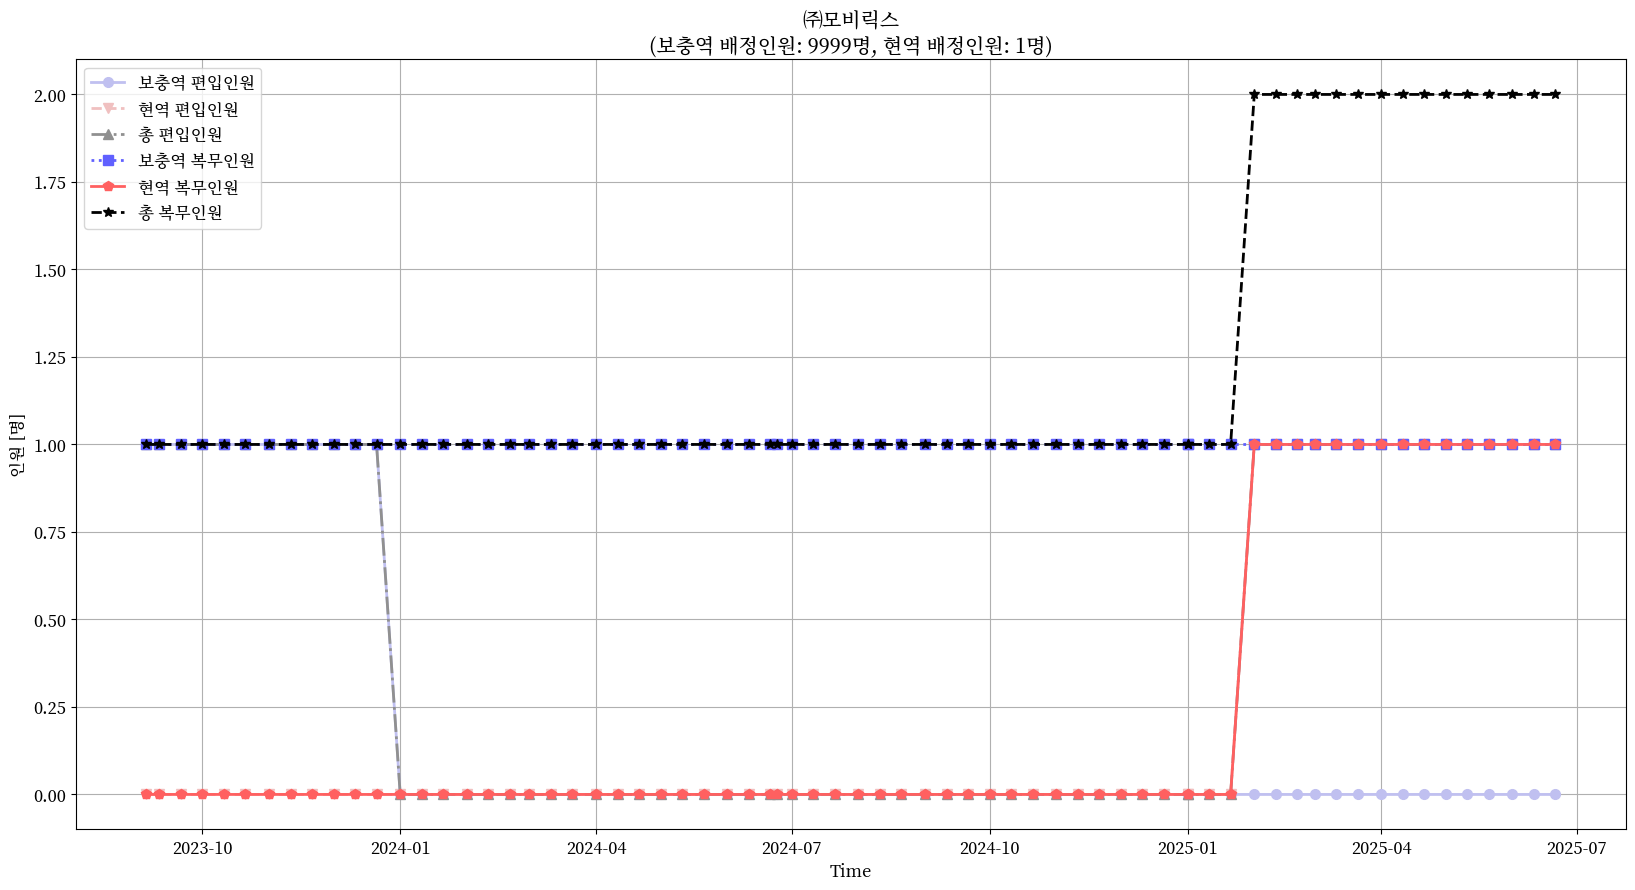 ㈜모비릭스
(보충역 배정인원: 9999명, 현역 배정인원: 1명)
보충역 편입인원
현역 편입인원
총 편입인원
보충역 복무인원
현역 복무인원
총 복무인원
2.00
1.75
1.50
1.25
1.00
0.75
0.50
0.25
0.00
인원 [명]
2023-10
2024-01
2024-04
2024-07
2024-10
2025-01
2025-04
2025-07
Time